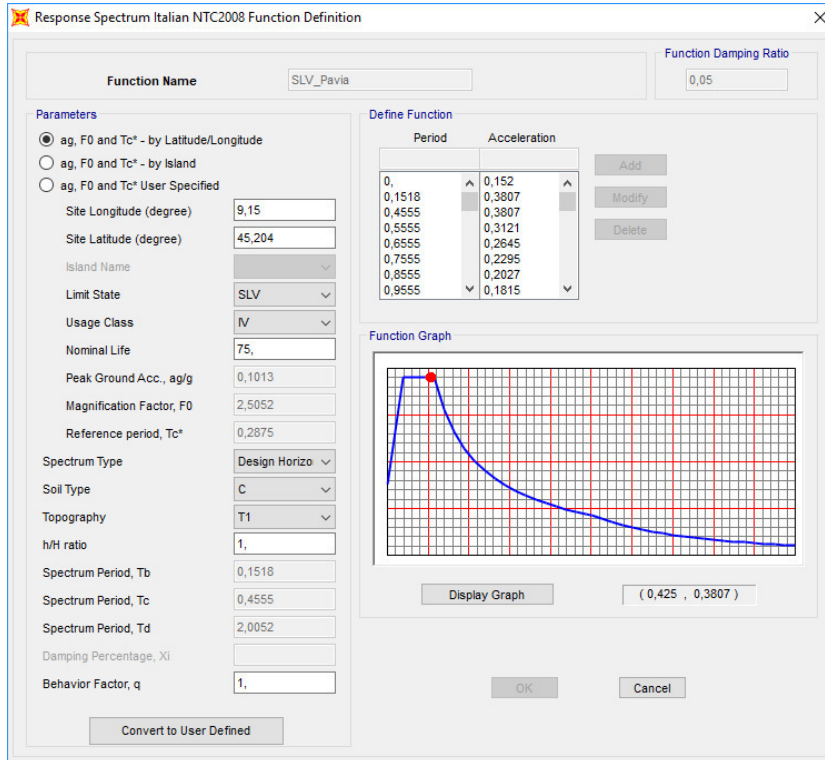 Response Spectrum Italian NTC2008 Function Definition
Function Name
SLV_Pavia
Function Damping Ratio
0,05
Parameters
ag, F0 and Tc* - by Latitude/Longitude
ag, F0 and Tc* - by Island
ag, F0 and Tc* User Specified
Site Longitude (degree) 9,15
Site Latitude (degree) 45,204
Island Name
Limit State SLV
Usage Class IV
Nominal Life 75,
Peak Ground Acc., ag/g 0,1013
Magnification Factor, F0 2,5052
Reference period, Tc* 0,2875
Spectrum Type Design Horizo
Soil Type C
Topography T1
h/H ratio 1,
Spectrum Period, Tb 0,1518
Spectrum Period, Tc 0,4555
Spectrum Period, Td 2,0052
Damping Percentage, Xi
Behavior Factor, q 1,
Convert to User Defined
Define Function
Period Acceleration
0, 0,152
0,1518 0,3807
0,4555 0,3807
0,5555 0,3121
0,6555 0,2645
0,7555 0,2295
0,8555 0,2027
0,9555 0,1815
Add
Modify
Delete
Function Graph
Display Graph
( 0,425 , 0,3807 )
OK
Cancel